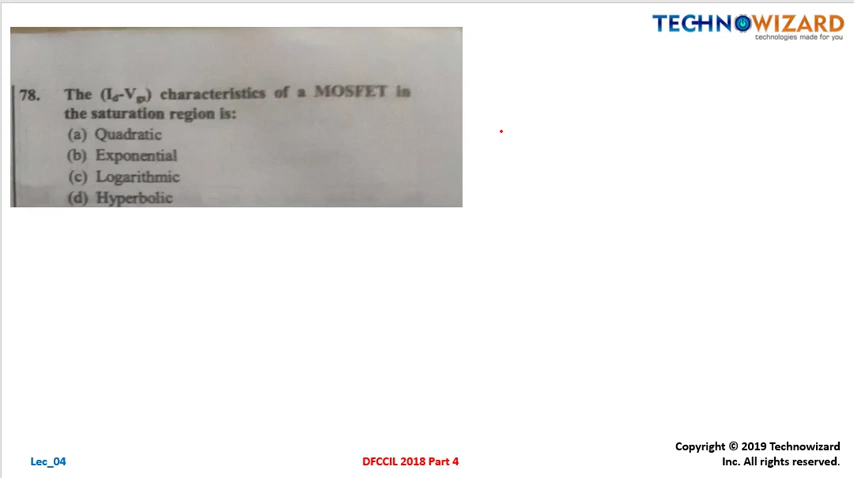 TECHNOWIZARD
technologies made for you
78. The (Id-Vgs) characteristics of a MOSFET in
the saturation region is:
(a) Quadratic
(b) Exponential
(c) Logarithmic
(d) Hyperbolic
Lec_04
DFCCIL 2018 Part 4
Copyright © 2019 Technowizard
Inc. All rights reserved.